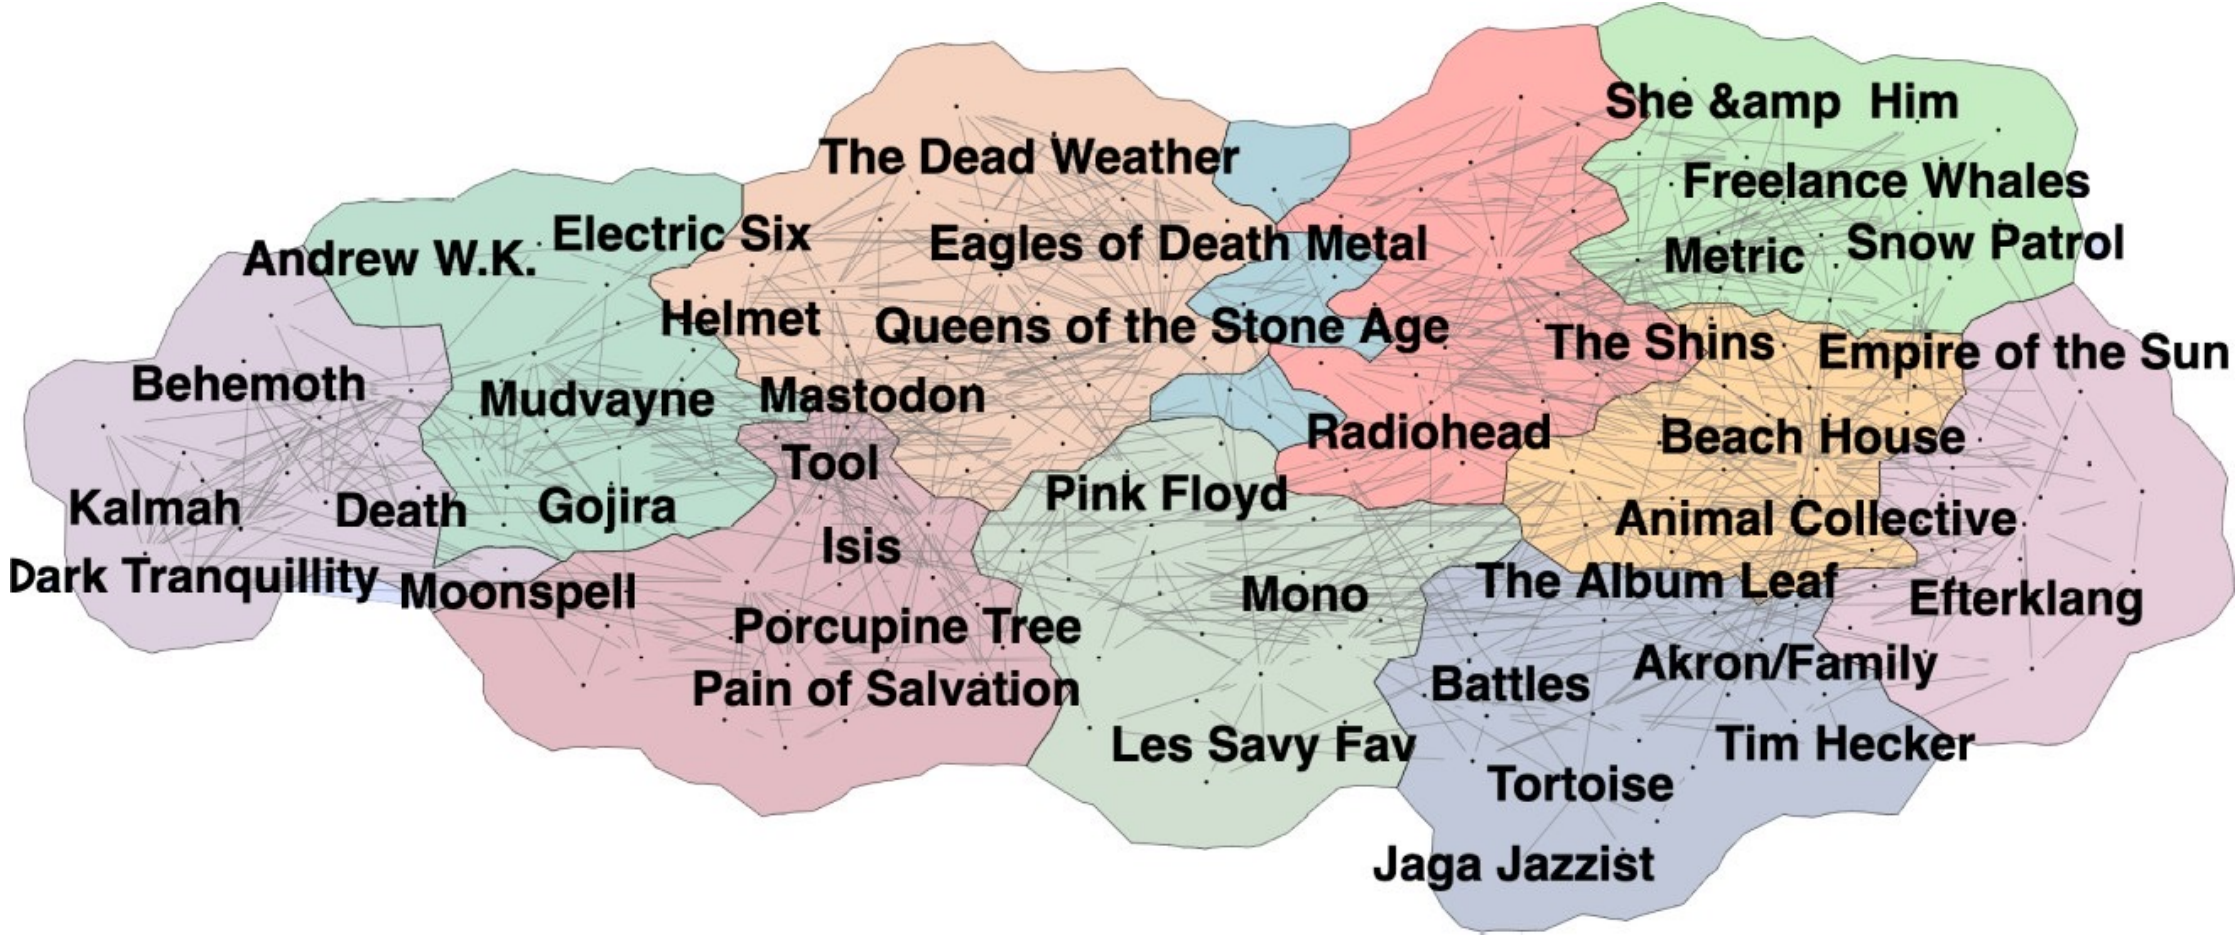 She &amp  Him
The Dead Weather
Freelance Whales
Electric Six
Eagles of Death Metal
Metric
Snow Patrol
Andrew W.K.
Helmet
Queens of the Stone Age
The Shins
Empire of the Sun
Behemoth
Mudvayne
Mastodon
Radiohead
Beach House
Tool
Pink Floyd
Kalmah
Death
Gojira
Animal Collective
Isis
Dark Tranquillity
Moonspell
Mono
The Album Leaf
Efterklang
Porcupine Tree
Akron/Family
Pain of Salvation
Battles
Les Savy Fav
Tim Hecker
Tortoise
Jaga Jazzist